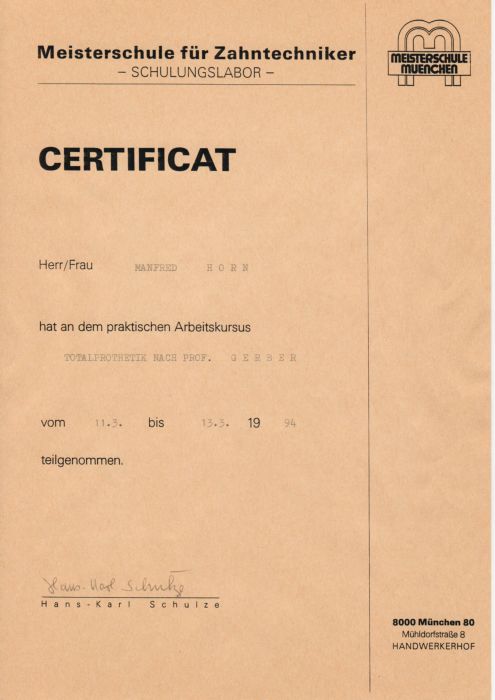 Meisterschule für Zahntechniker
– SCHULUNGSLABOR –
MEISTERSCHULE
MUENCHEN
CERTIFICAT
Herr/Frau MANFRED H O R N
hat an dem praktischen Arbeitskursus
TOTALPROTHETIK NACH PROF. G E R B E R
vom 11.3. bis 13.3. 19 94
teilgenommen.
Hans-Karl Schulze
Hans-Karl Schulze
8000 München 80
Mühldorfstraße 8
HANDWERKERHOF